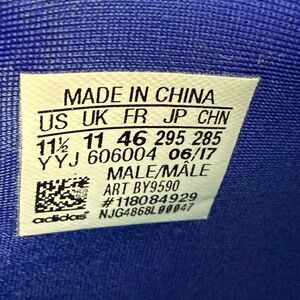 MADE IN CHINA
US UK FR JP CHN
11½ 11 46 295 285
YYJ 606004 06/17
MALE/MÂLE
ART BY9590
#118084929
NJG4868L00047
adidas